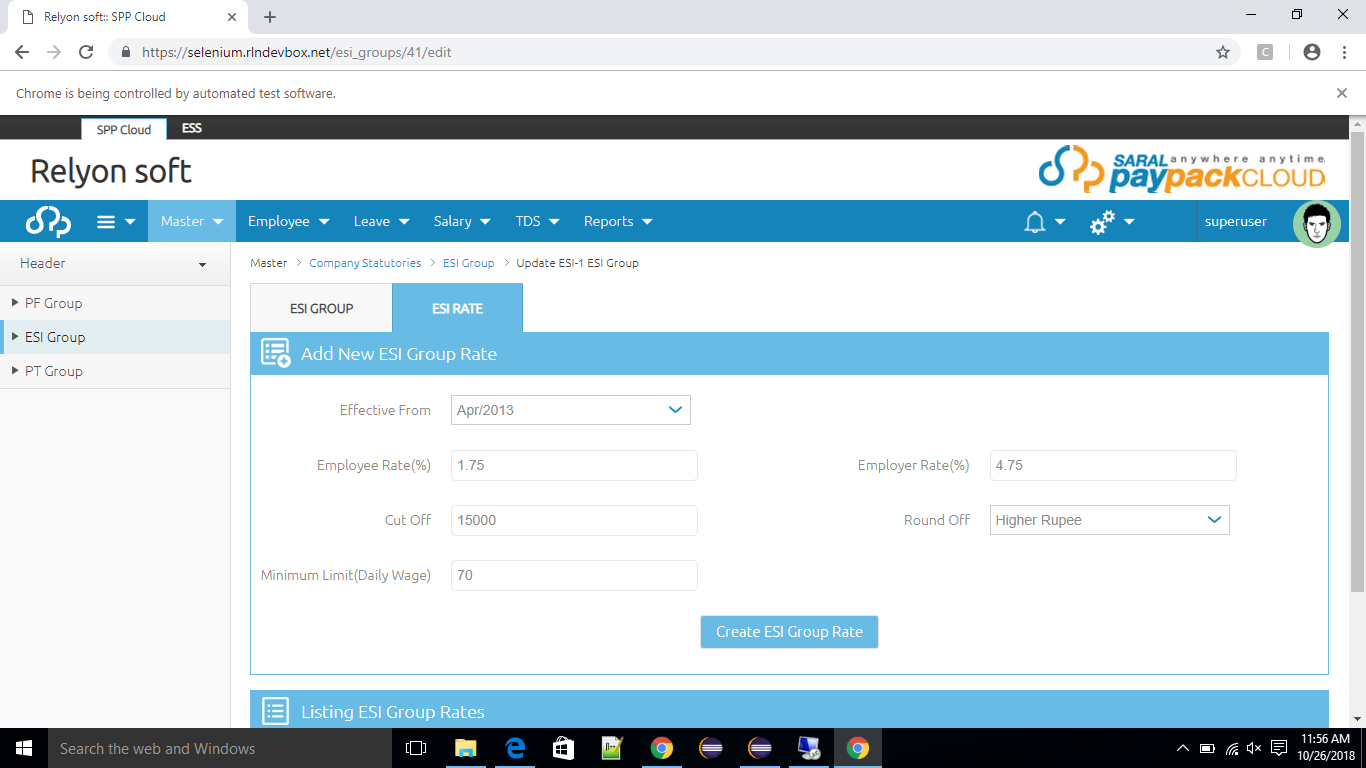 Relyon soft:: SPP Cloud
https://selenium.rlndevbox.net/esi_groups/41/edit
C
Chrome is being controlled by automated test software.
SPP Cloud ESS
Relyon soft
SARAL anywhere anytime
paypackCLOUD
Master Employee Leave Salary TDS Reports superuser
Header
PF Group
ESI Group
PT Group
Master > Company Statutories > ESI Group > Update ESI-1 ESI Group
ESI GROUP ESI RATE
Add New ESI Group Rate
Effective From Apr/2013
Employee Rate(%) 1.75 Employer Rate(%) 4.75
Cut Off 15000 Round Off Higher Rupee
Minimum Limit(Daily Wage) 70
Create ESI Group Rate
Listing ESI Group Rates
Search the web and Windows
11:56 AM
10/26/2018